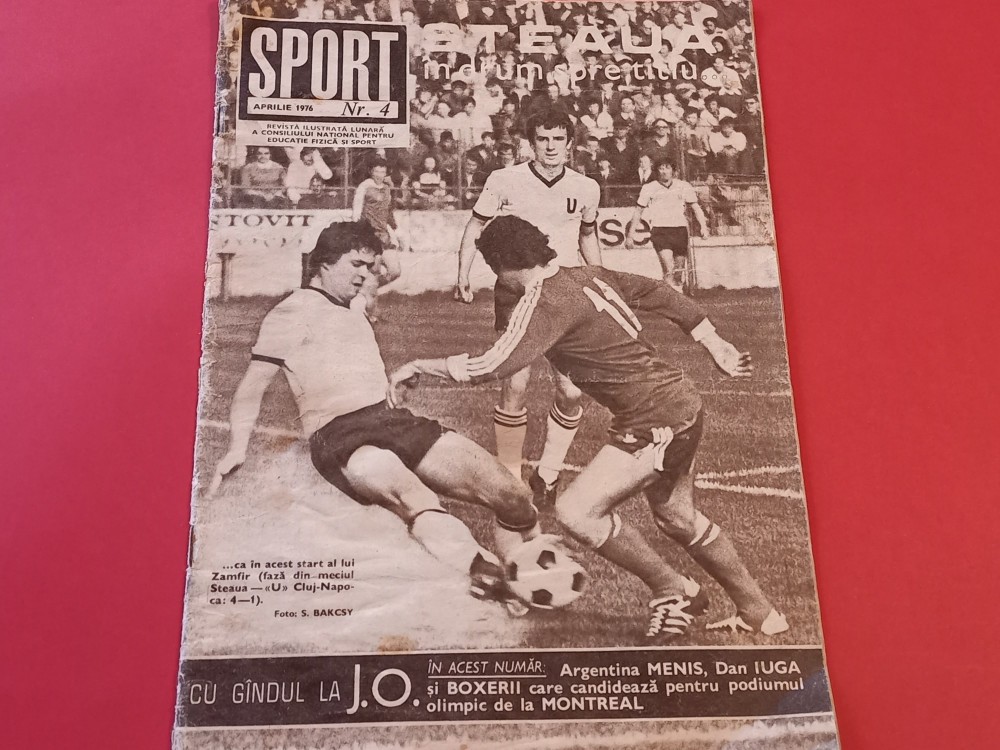 SPORT
APRILIE 1976 Nr. 4
REVISTĂ ILUSTRATĂ LUNARĂ
A CONSILIULUI NAȚIONAL PENTRU
EDUCAȚIE FIZICĂ ȘI SPORT
STEAUA
în drum spre titlu...
TOVIT
se
U
11
...ca în acest start al lui
Zamfir (fază din meciul
Steaua — «U» Cluj-Napo-
ca: 4—1).
Foto: S. BAKCSY
CU GÎNDUL LA J.O.
ÎN ACEST NUMĂR: Argentina MENIS, Dan IUGA
și BOXERII care candidează pentru podiumul
olimpic de la MONTREAL